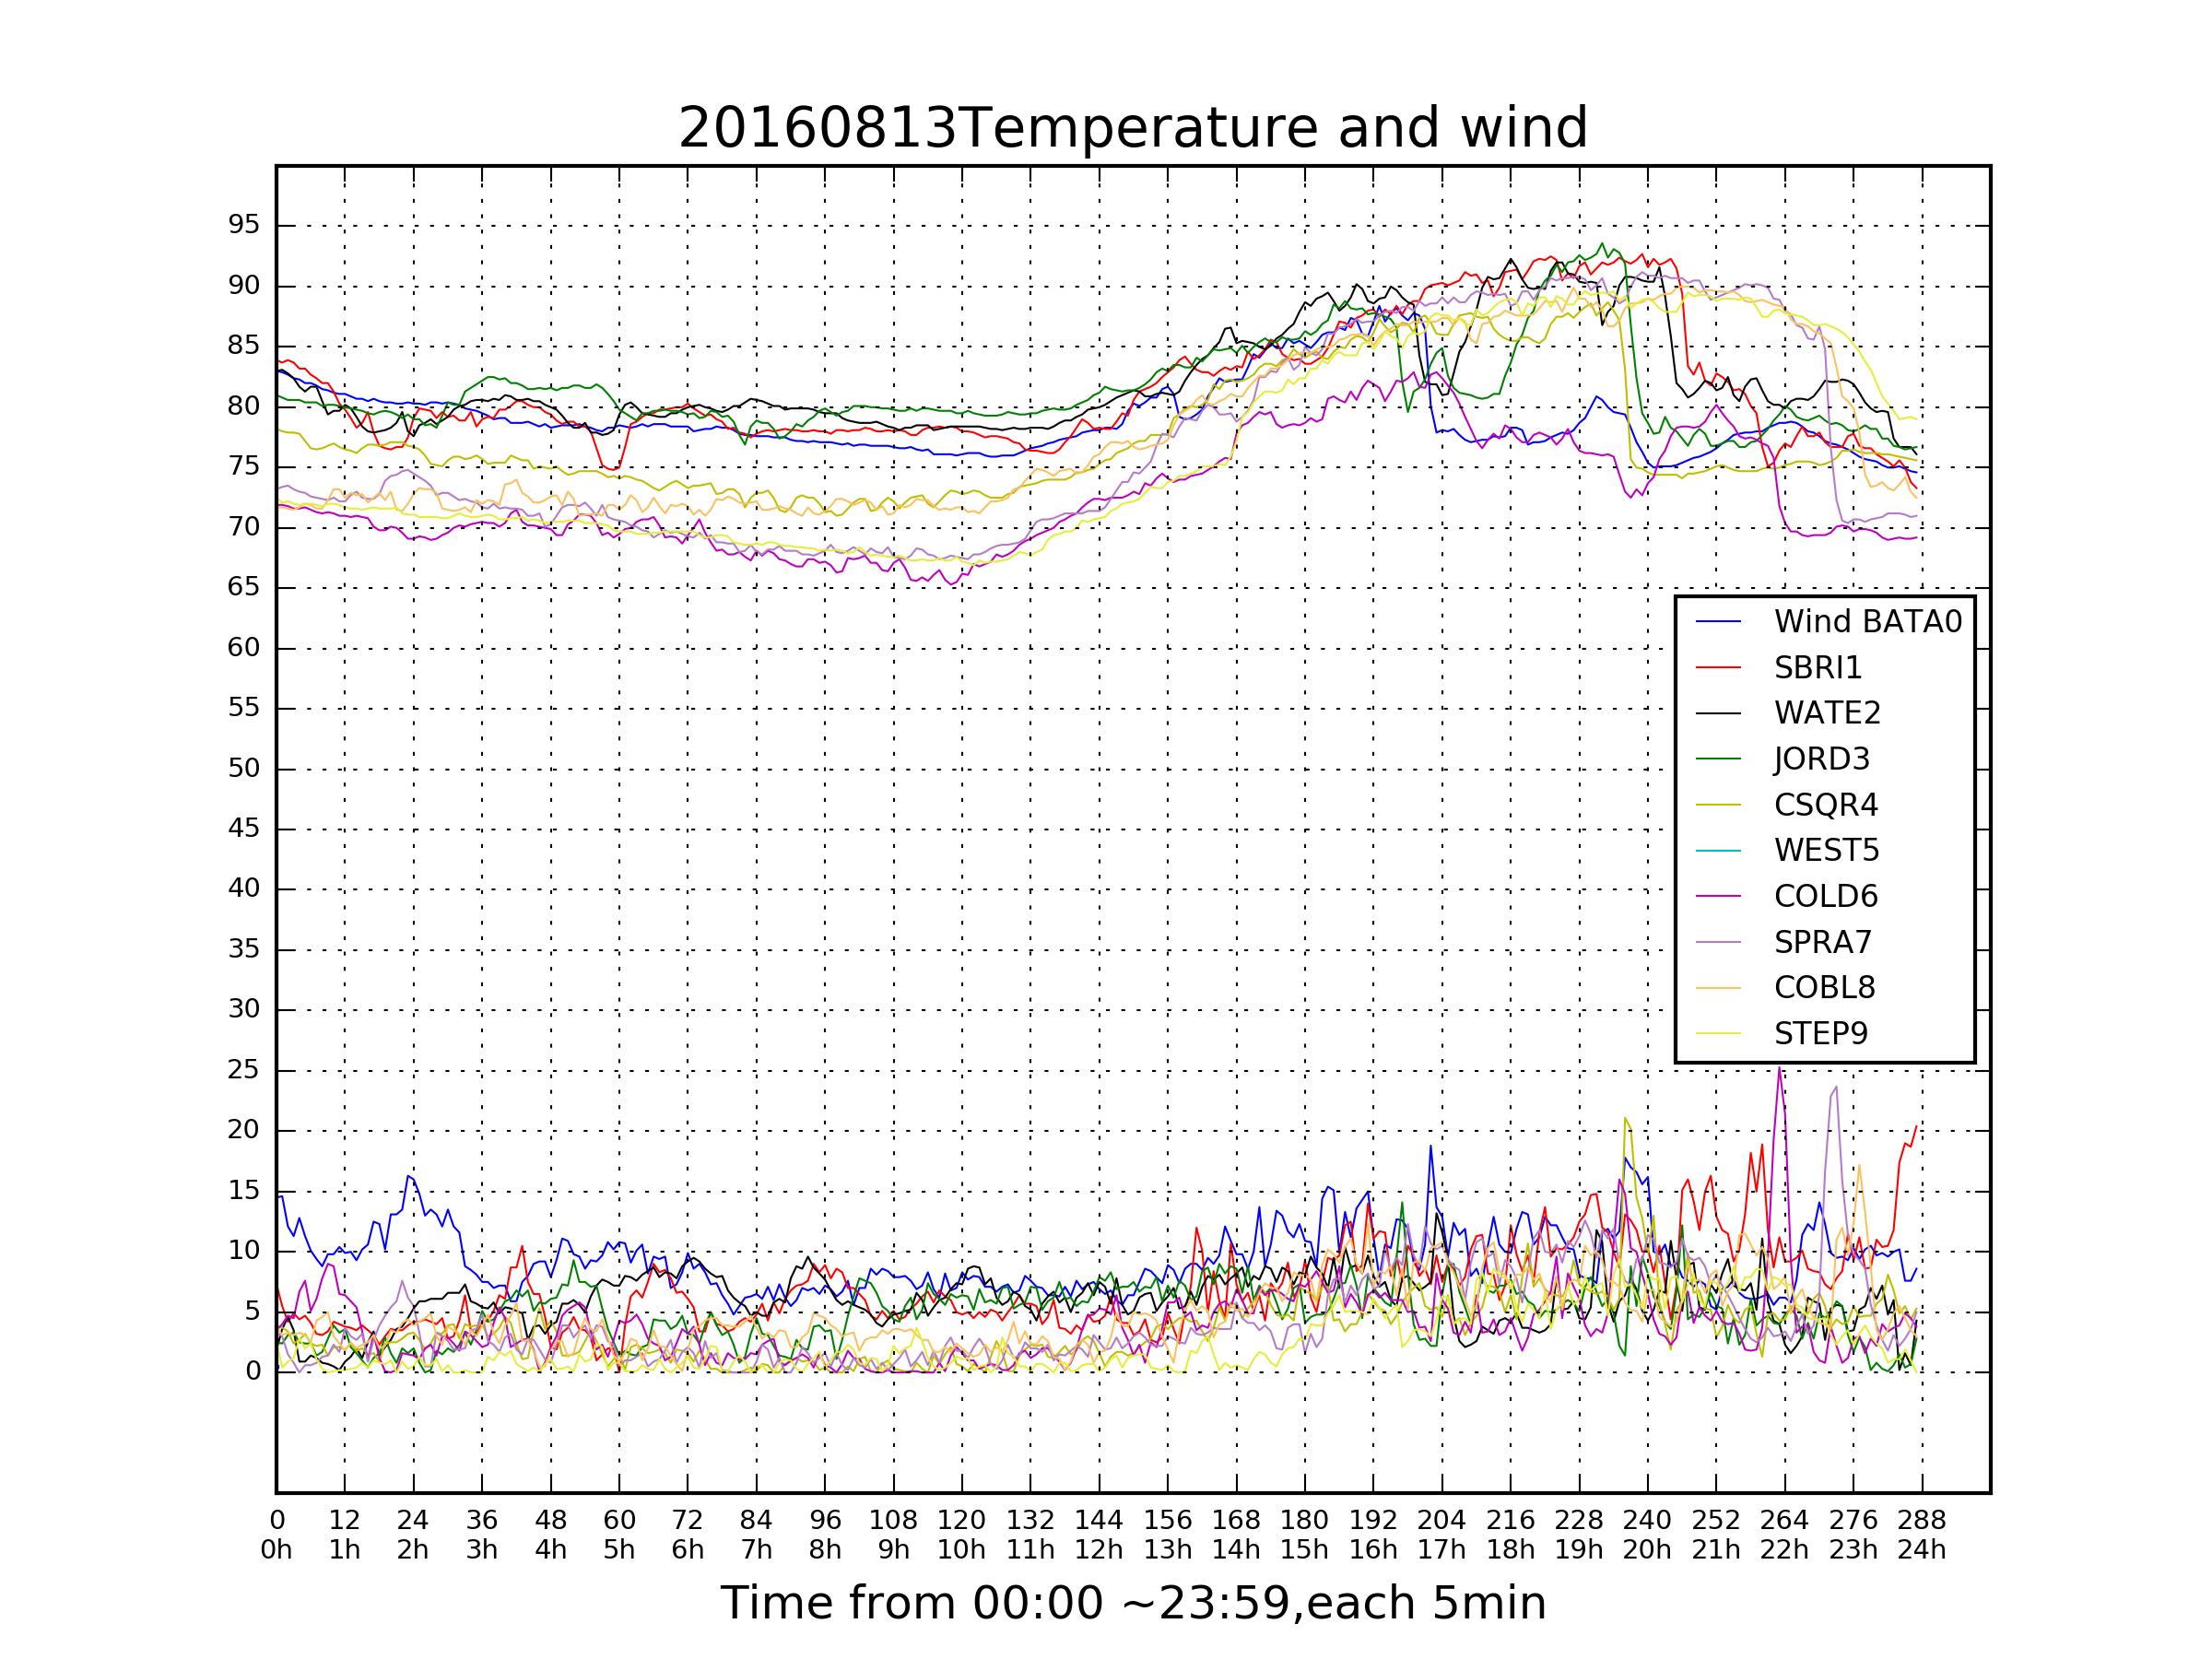 20160813Temperature and wind
95
90
85
80
75
70
65
60
55
50
45
40
35
30
25
20
15
10
5
0
Wind BATA0
SBRI1
WATE2
JORD3
CSQR4
WEST5
COLD6
SPRA7
COBL8
STEP9
0 12 24 36 48 60 72 84 96 108 120 132 144 156 168 180 192 204 216 228 240 252 264 276 288
0h 1h 2h 3h 4h 5h 6h 7h 8h 9h 10h 11h 12h 13h 14h 15h 16h 17h 18h 19h 20h 21h 22h 23h 24h
Time from 00:00 ~23:59,each 5min